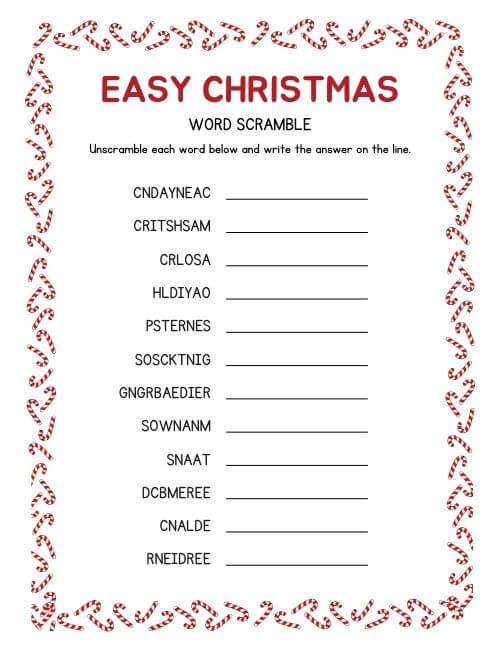 EASY CHRISTMAS
WORD SCRAMBLE
Unscramble each word below and write the answer on the line.
CNDAYNEAC
CRITSHSAM
CRLOSA
HLDIYAO
PSTERNES
SOSCKTNIG
GNGRBAEDIER
SOWNANM
SNAAT
DCBMEREE
CNALDE
RNEIDREE